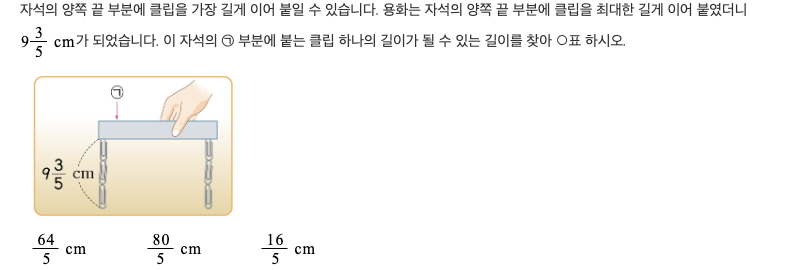 자석의 양쪽 끝 부분에 클립을 가장 길게 이어 붙일 수 있습니다. 용화는 자석의 양쪽 끝 부분에 클립을 최대한 길게 이어 붙였더니
9 3/5 cm가 되었습니다. 이 자석의 ㉠ 부분에 붙는 클립 하나의 길이가 될 수 있는 길이를 찾아 ○표 하시오.
㉠
9 3/5 cm
64/5 cm 80/5 cm 16/5 cm